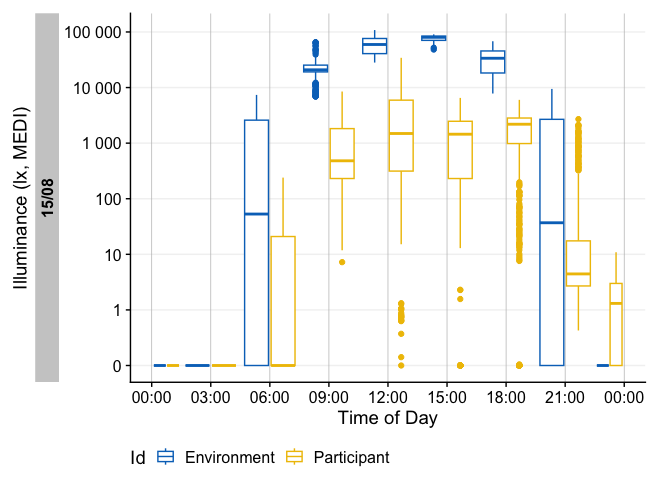 100 000
10 000
1 000
100
10
1
0
Illuminance (lx, MEDI)
15/08
00:00 03:00 06:00 09:00 12:00 15:00 18:00 21:00 00:00
Time of Day
Id Environment Participant